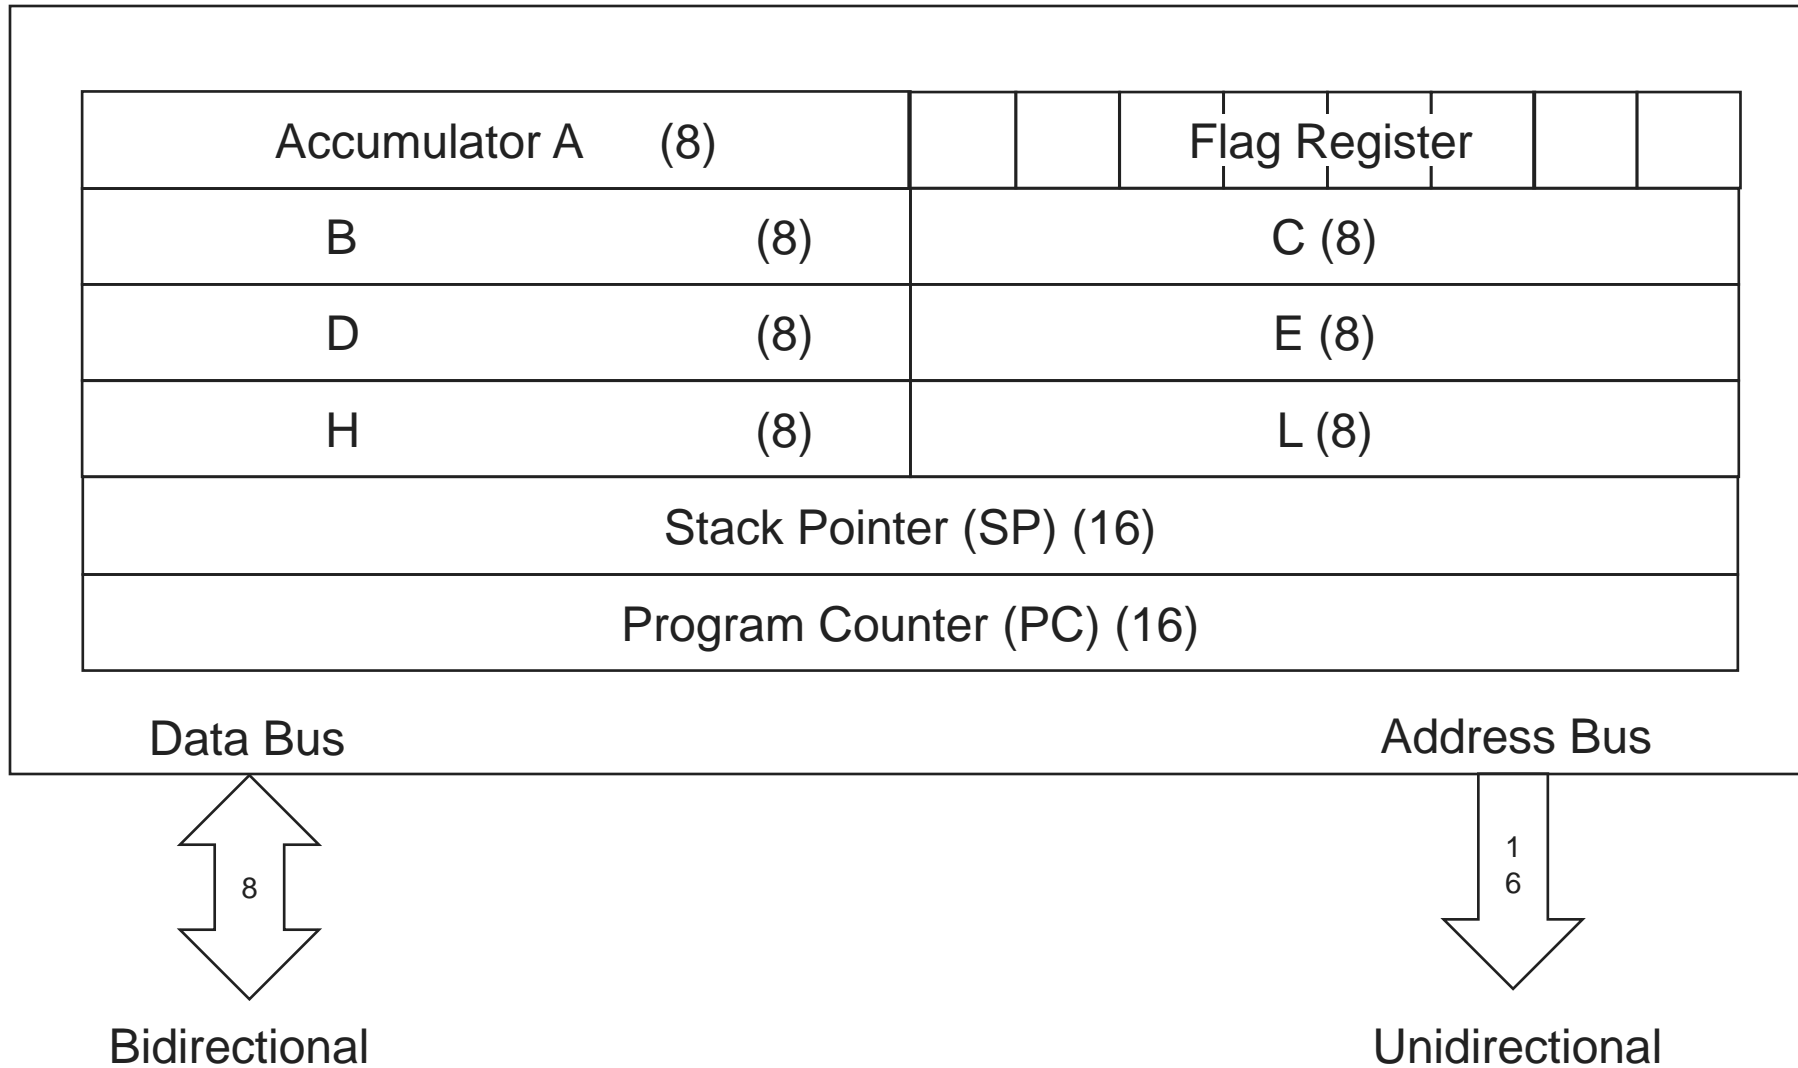 Accumulator A (8) Flag Register
B (8) C (8)
D (8) E (8)
H (8) L (8)
Stack Pointer (SP) (16)
Program Counter (PC) (16)
Data Bus Address Bus
8
1
6
Bidirectional Unidirectional